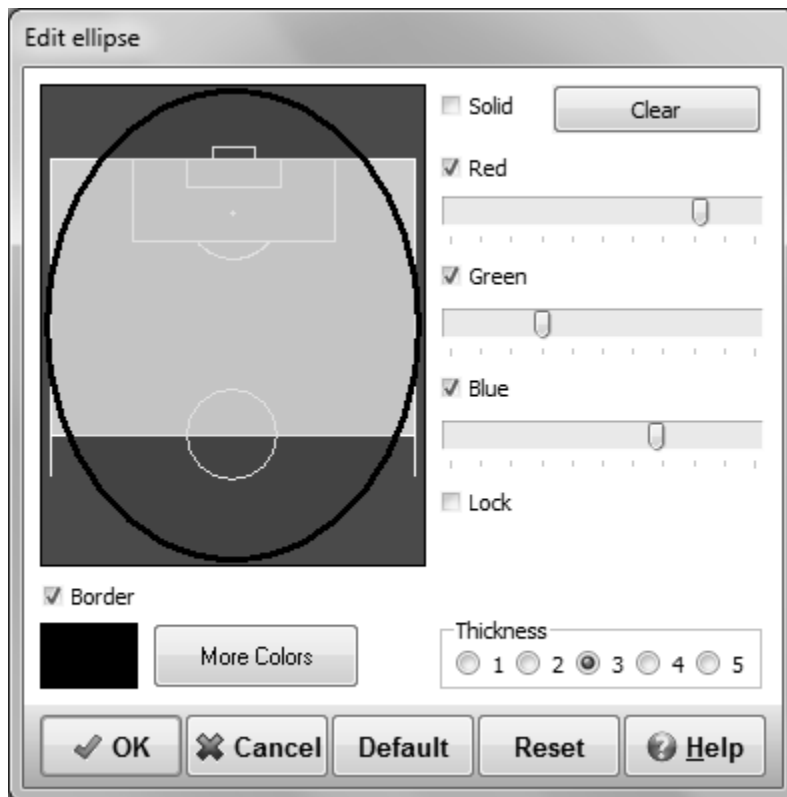 Edit ellipse
Solid
Clear
Red
Green
Blue
Lock
Border
More Colors
Thickness
1 2 3 4 5
OK Cancel Default Reset Help